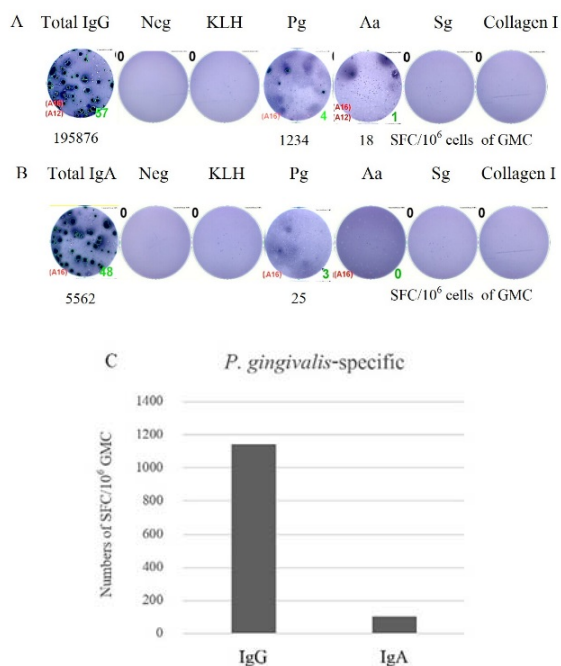 A Total IgG Neg KLH Pg Aa Sg Collagen I
0 0 0 0
(A16) (A16)
(A12) 57 (A16) 4 (A12) 1
195876 1234 18 SFC/10⁶ cells of GMC
B Total IgA Neg KLH Pg Aa Sg Collagen I
0 0 0 0
(A16) 48 (A16) 3 (A16) 0
5562 25 SFC/10⁶ cells of GMC
C P. gingivalis-specific
Numbers of SFC/10⁶ GMC
1400
1200
1000
800
600
400
200
0
IgG IgA